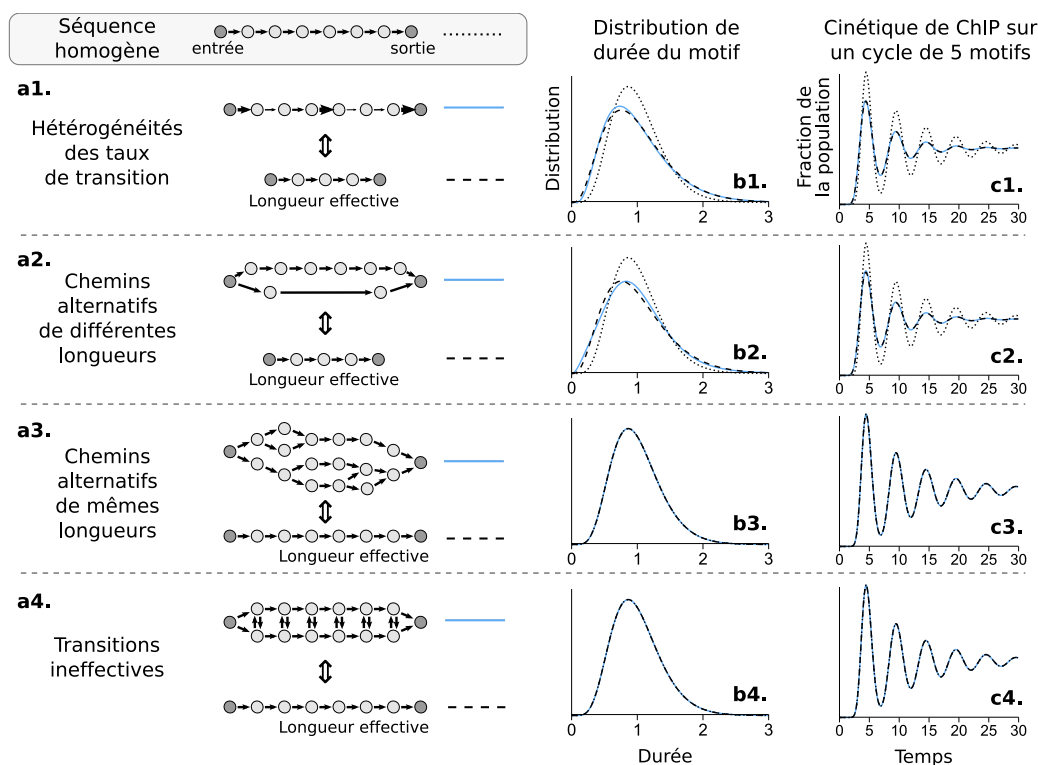 Séquence
homogène
entrée
sortie
Distribution de
durée du motif
Cinétique de ChIP sur
un cycle de 5 motifs
a1.
Hétérogénéités
des taux
de transition
Longueur effective
Distribution
b1.
0 1 2 3
Fraction de
la population
c1.
0 5 10 15 20 25 30
a2.
Chemins
alternatifs
de différentes
longueurs
Longueur effective
b2.
0 1 2 3
c2.
0 5 10 15 20 25 30
a3.
Chemins
alternatifs
de mêmes
longueurs
Longueur effective
b3.
0 1 2 3
c3.
0 5 10 15 20 25 30
a4.
Transitions
ineffectives
Longueur effective
b4.
0 1 2 3
Durée
c4.
0 5 10 15 20 25 30
Temps